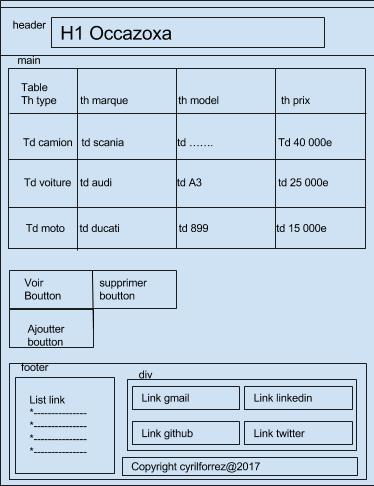 header
H1 Occazoxa
main
Table
Th type th marque th model th prix
Td camion td scania td ....... Td 40 000e
Td voiture td audi td A3 td 25 000e
Td moto td ducati td 899 td 15 000e
Voir
Boutton
supprimer
boutton
Ajoutter
boutton
footer
List link
*----------------
*----------------
*----------------
*----------------
div
Link gmail Link linkedin
Link github Link twitter
Copyright cyrilforrez@2017